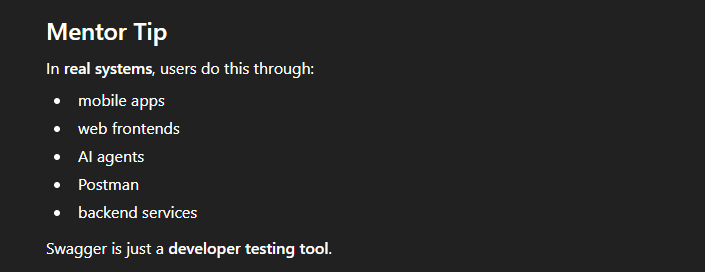 Mentor Tip
In real systems, users do this through:
mobile apps
web frontends
AI agents
Postman
backend services
Swagger is just a developer testing tool.